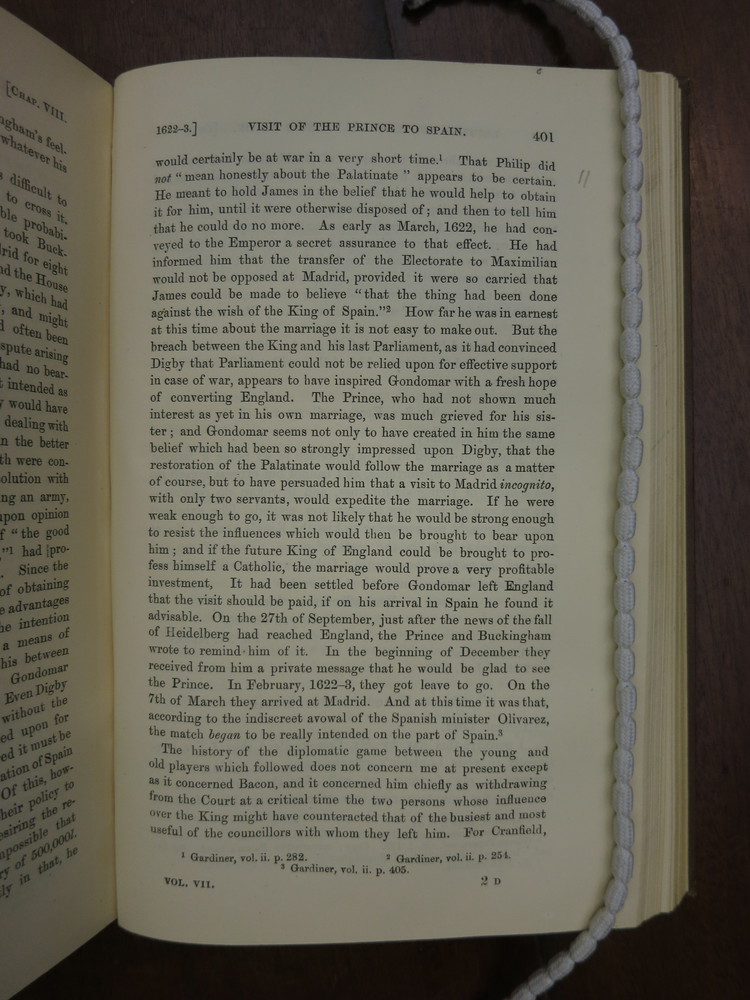 [CHAP. VIII.
ngham's feel-
whatever his
difficult to
to cross it.
ble probabi-
took Buck-
rid for eight
nd the House
y, which had
, and might
often been
spute arising
had no bear-
intended as
y would have
dealing with
n the better
th were con-
olution with
ng an army,
upon opinion
f "the good
"1 had [pro-
. Since the
of obtaining
e advantages
he intention
a means of
his between
Gondomar
Even Digby
without the
ed upon for
ed it must be
ation of Spain
Of this, how-
heir policy to
esiring the re-
possible that
ry of 500,000l.
ly in that, he
1622-3.] VISIT OF THE PRINCE TO SPAIN. 401
would certainly be at war in a very short time.1 That Philip did
not "mean honestly about the Palatinate" appears to be certain.
He meant to hold James in the belief that he would help to obtain
it for him, until it were otherwise disposed of; and then to tell him
that he could do no more. As early as March, 1622, he had con-
veyed to the Emperor a secret assurance to that effect. He had
informed him that the transfer of the Electorate to Maximilian
would not be opposed at Madrid, provided it were so carried that
James could be made to believe "that the thing had been done
against the wish of the King of Spain."2 How far he was in earnest
at this time about the marriage it is not easy to make out. But the
breach between the King and his last Parliament, as it had convinced
Digby that Parliament could not be relied upon for effective support
in case of war, appears to have inspired Gondomar with a fresh hope
of converting England. The Prince, who had not shown much
interest as yet in his own marriage, was much grieved for his sis-
ter; and Gondomar seems not only to have created in him the same
belief which had been so strongly impressed upon Digby, that the
restoration of the Palatinate would follow the marriage as a matter
of course, but to have persuaded him that a visit to Madrid incognito,
with only two servants, would expedite the marriage. If he were
weak enough to go, it was not likely that he would be strong enough
to resist the influences which would then be brought to bear upon
him; and if the future King of England could be brought to pro-
fess himself a Catholic, the marriage would prove a very profitable
investment, It had been settled before Gondomar left England
that the visit should be paid, if on his arrival in Spain he found it
advisable. On the 27th of September, just after the news of the fall
of Heidelberg had reached England, the Prince and Buckingham
wrote to remind him of it. In the beginning of December they
received from him a private message that he would be glad to see
the Prince. In February, 1622-3, they got leave to go. On the
7th of March they arrived at Madrid. And at this time it was that,
according to the indiscreet avowal of the Spanish minister Olivarez,
the match began to be really intended on the part of Spain.3
The history of the diplomatic game between the young and
old players which followed does not concern me at present except
as it concerned Bacon, and it concerned him chiefly as withdrawing
from the Court at a critical time the two persons whose influence
over the King might have counteracted that of the busiest and most
useful of the councillors with whom they left him. For Cranfield,
1 Gardiner, vol. ii. p. 282. 2 Gardiner, vol. ii. p. 254.
3 Gardiner, vol. ii. p. 405.
VOL. VII. 2 D